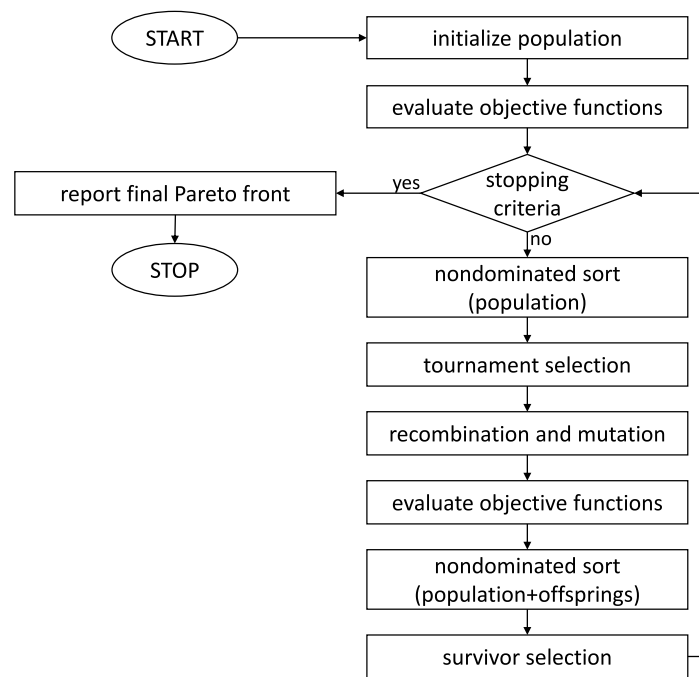 START
initialize population
evaluate objective functions
stopping
criteria
yes
report final Pareto front
STOP
no
nondominated sort
(population)
tournament selection
recombination and mutation
evaluate objective functions
nondominated sort
(population+offsprings)
survivor selection